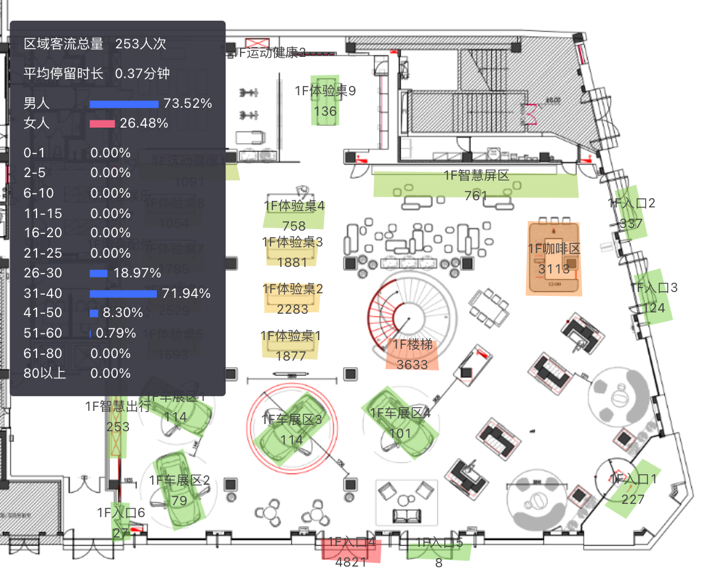 区域客流总量 253人次
平均停留时长 0.37分钟
男人 73.52%
女人 26.48%
0-1 0.00%
2-5 0.00%
6-10 0.00%
11-15 0.00%
16-20 0.00%
21-25 0.00%
26-30 18.97%
31-40 71.94%
41-50 8.30%
51-60 0.79%
61-80 0.00%
80以上 0.00%
1F运动健康2
1F体验桌9
136
1F智慧屏区
761
1F入口2
337
1F体验桌4
758
1F体验桌3
1881
1F咖啡区
3113
1F入口3
124
1F体验桌2
2283
1F体验桌1
1877
1F楼梯
3633
1F智慧出行
253
1F车展区1
114
1F车展区3
114
1F车展区4
101
1F车展区2
79
1F入口1
227
1F入口6
27
1F入口4
4821
1F入口5
8